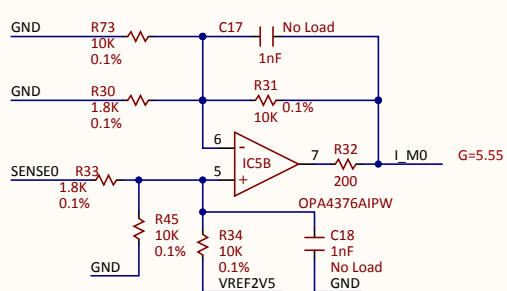 GND
R73
10K
0.1%
C17
No Load
1nF
GND
R30
1.8K
0.1%
R31
0.1%
10K
6
-
IC5B
7
R32
200
I_M0
G=5.55
SENSE0
R33
1.8K
0.1%
5
+
OPA4376AIPW
R45
10K
0.1%
R34
10K
0.1%
C18
1nF
No Load
GND
VREF2V5
GND